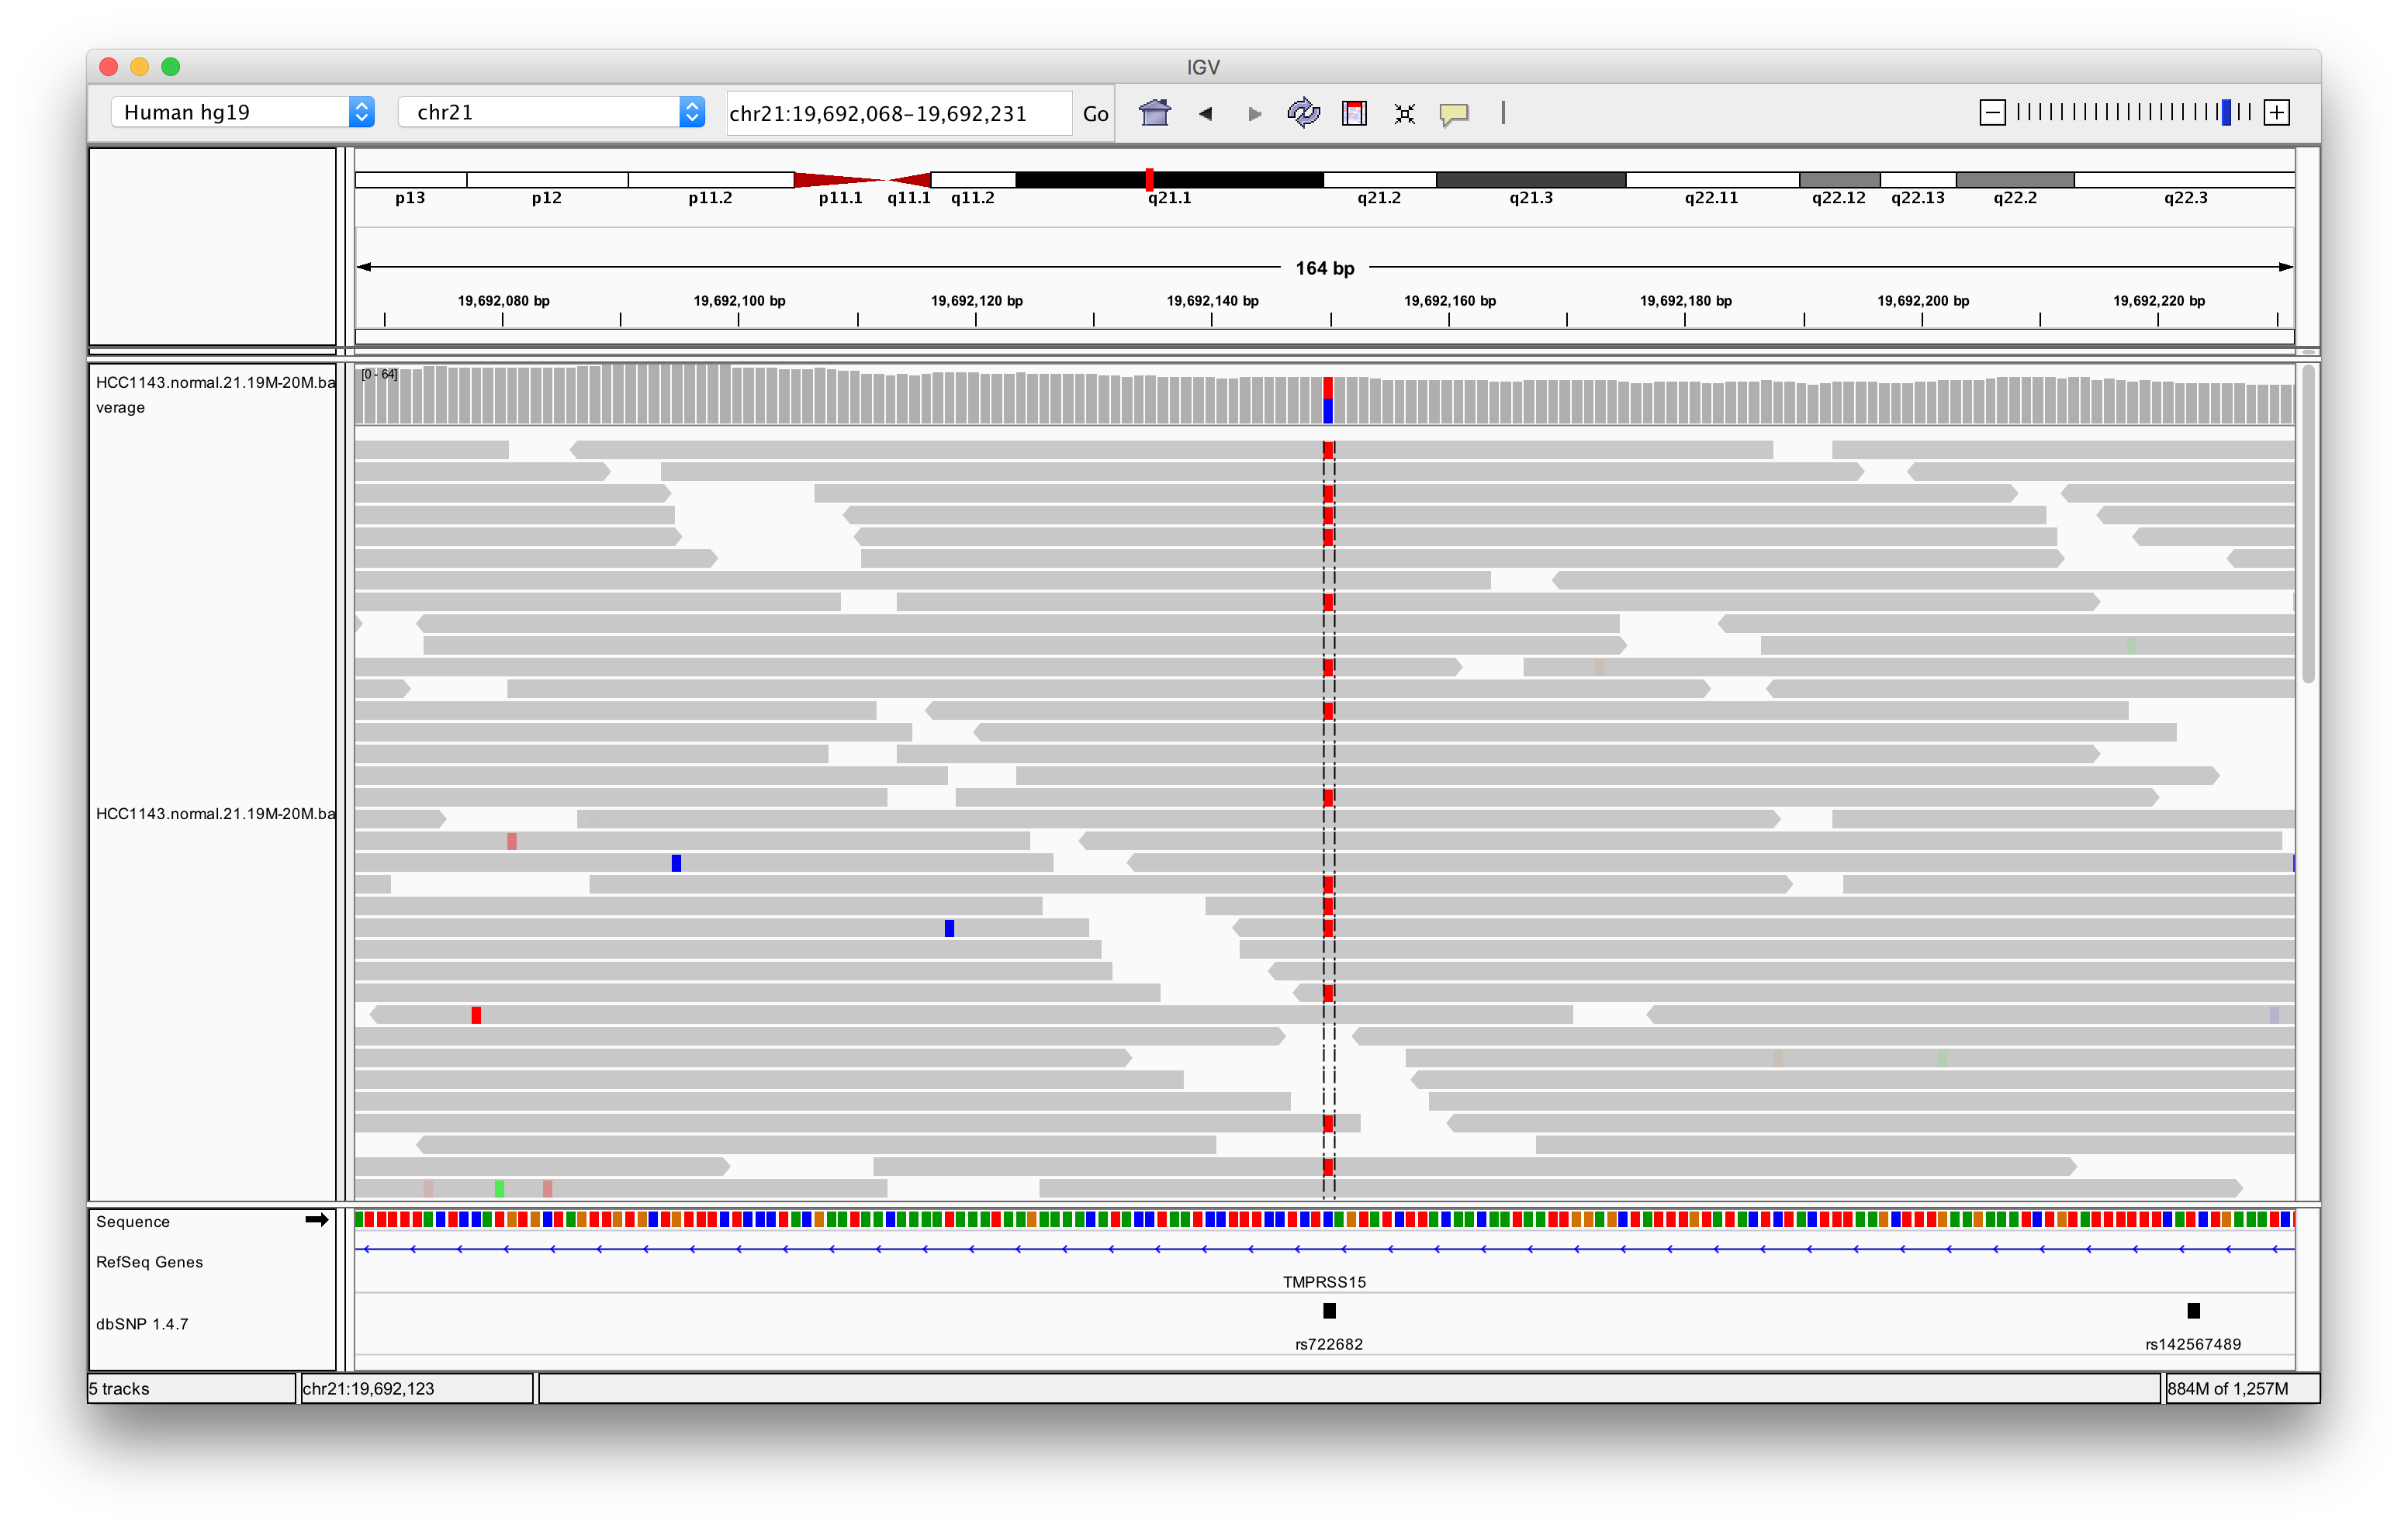 IGV
Human hg19
chr21
chr21:19,692,068-19,692,231
Go
p13 p12 p11.2 p11.1 q11.1 q11.2 q21.1 q21.2 q21.3 q22.11 q22.12 q22.13 q22.2 q22.3
164 bp
19,692,080 bp 19,692,100 bp 19,692,120 bp 19,692,140 bp 19,692,160 bp 19,692,180 bp 19,692,200 bp 19,692,220 bp
HCC1143.normal.21.19M-20M.ba
verage
[0 - 64]
HCC1143.normal.21.19M-20M.ba
Sequence
RefSeq Genes
TMPRSS15
dbSNP 1.4.7
rs722682 rs142567489
5 tracks
chr21:19,692,123
884M of 1,257M